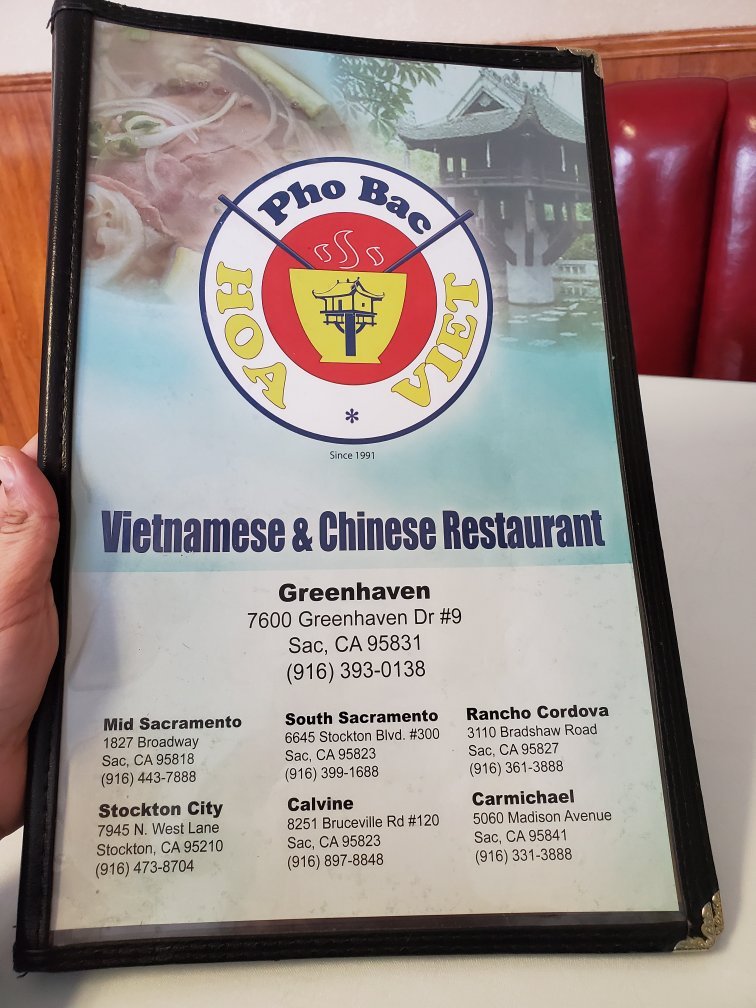 Pho Bac
HOA VIET
*
Since 1991
Vietnamese & Chinese Restaurant
Greenhaven
7600 Greenhaven Dr #9
Sac, CA 95831
(916) 393-0138
Mid Sacramento
1827 Broadway
Sac, CA 95818
(916) 443-7888
South Sacramento
6645 Stockton Blvd. #300
Sac, CA 95823
(916) 399-1688
Rancho Cordova
3110 Bradshaw Road
Sac, CA 95827
(916) 361-3888
Stockton City
7945 N. West Lane
Stockton, CA 95210
(916) 473-8704
Calvine
8251 Bruceville Rd #120
Sac, CA 95823
(916) 897-8848
Carmichael
5060 Madison Avenue
Sac, CA 95841
(916) 331-3888